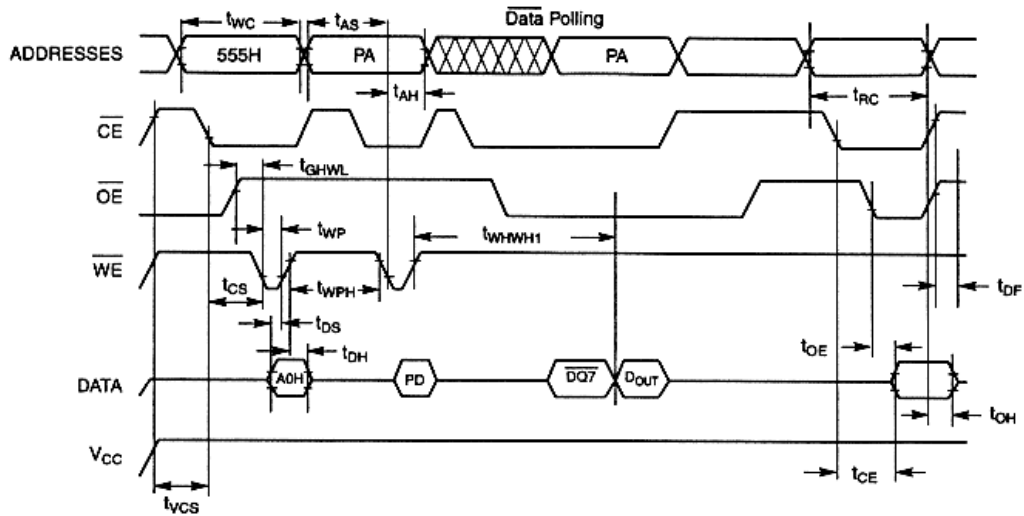 Data Polling
tWC
tAS
ADDRESSES
555H
PA
PA
tAH
tRC
CE
tGHWL
OE
tWP
tWHWH1
WE
tCS
tWPH
tDF
tDS
tDH
tOE
DATA
A0H
PD
DQ7
DOUT
tOH
VCC
tCE
tVCS